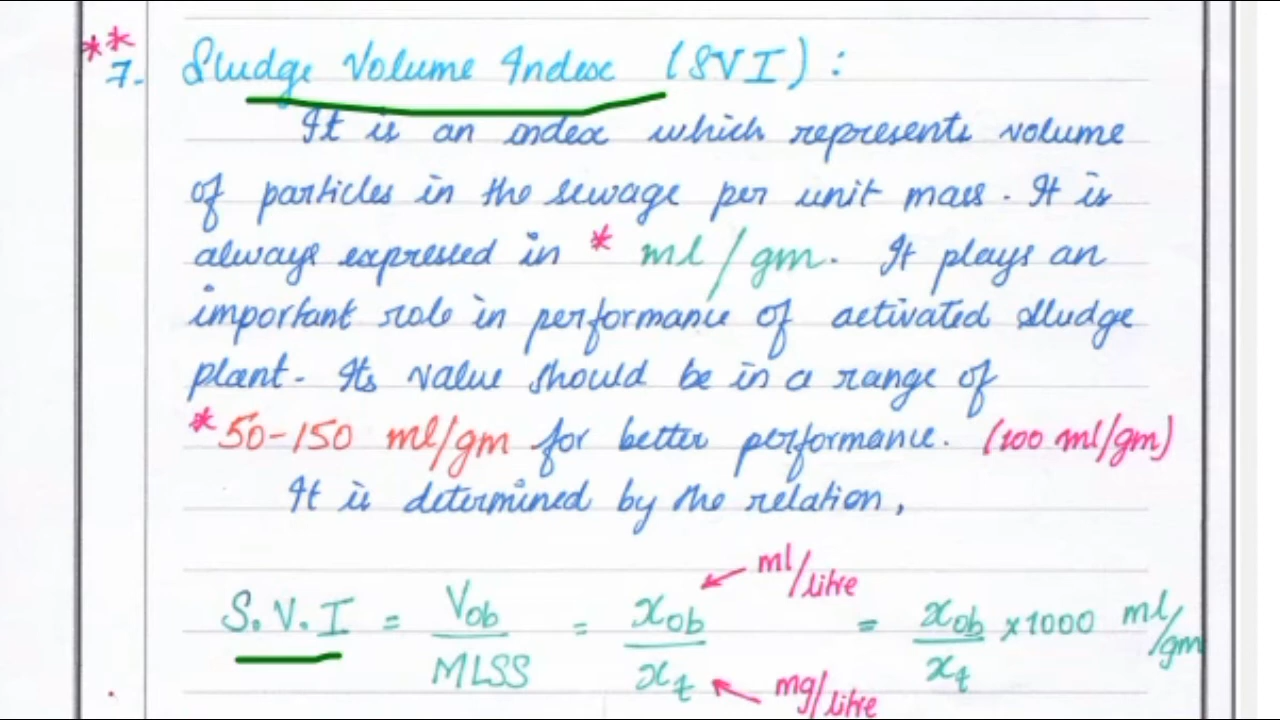 ** 7. Sludge Volume Index (SVI) :
It is an index which represents volume
of particles in the sewage per unit mass. It is
always expressed in * ml/gm. It plays an
important role in performance of activated sludge
plant. Its value should be in a range of
*50-150 ml/gm for better performance. (100 ml/gm)
It is determined by the relation,
S.V.I = Vob / MLSS = xob / xt = xob / xt ×1000 ml/gm
ml/litre
mg/litre